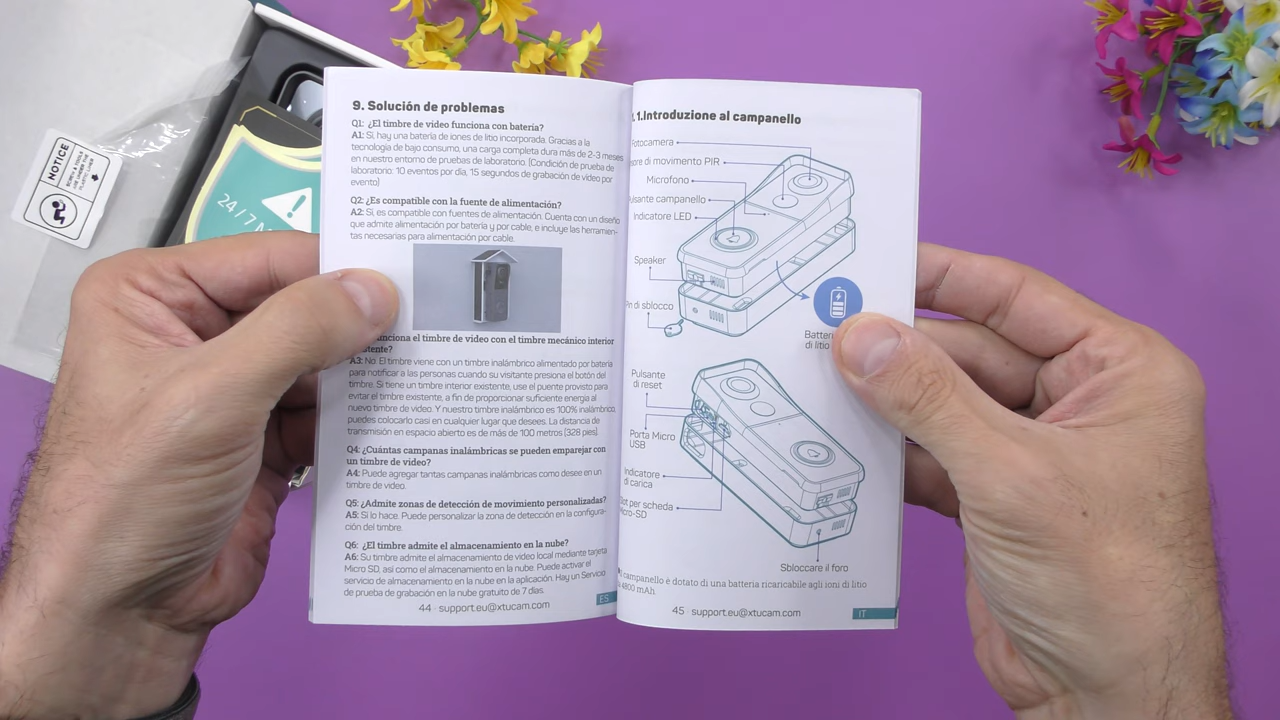 NOTICE
24/7
9. Solución de problemas
Q1: ¿El timbre de video funciona con batería?
A1: Sí, hay una batería de iones de litio incorporada. Gracias a la
tecnología de bajo consumo, una carga completa dura más de 2-3 meses
en nuestro entorno de pruebas de laboratorio. (Condición de prueba de
laboratorio: 10 eventos por día, 15 segundos de grabación de video por
evento)
Q2: ¿Es compatible con la fuente de alimentación?
A2: Sí, es compatible con fuentes de alimentación. Cuenta con un diseño
que admite alimentación por batería y por cable, e incluye las herramien-
tas necesarias para alimentación por cable.
el timbre de video con el timbre mecánico interior
A3: No. El timbre viene con un timbre inalámbrico alimentado por batería
para notificar a las personas cuando su visitante presiona el botón del
timbre. Si tiene un timbre interior existente, use el puente provisto para
evitar el timbre existente, a fin de proporcionar suficiente energía al
nuevo timbre de video. Y nuestro timbre inalámbrico es 100% inalámbrico,
puedes colocarlo casi en cualquier lugar que desees. La distancia de
transmisión en espacio abierto es de más de 100 metros (328 pies).
Q4: ¿Cuántas campanas inalámbricas se pueden emparejar con
un timbre de video?
A4: Puede agregar tantas campanas inalámbricas como desee en un
timbre de video.
Q5: ¿Admite zonas de detección de movimiento personalizadas?
A5: Sí lo hace. Puede personalizar la zona de detección en la configura-
ción del timbre.
Q6: ¿El timbre admite el almacenamiento en la nube?
A6: Su timbre admite el almacenamiento de video local mediante tarjeta
Micro SD, así como el almacenamiento en la nube. Puede activar el
servicio de almacenamiento en la nube en la aplicación. Hay un Servicio
de prueba de grabación en la nube gratuito de 7 días.
ES
44 · support.eu@xtucam.com
1.Introduzione al campanello
Fotocamera
di movimento PIR
Microfono
campanello
Indicatore LED
Speaker
di sblocco
di litio
Pulsante
di reset
Porta Micro
USB
Indicatore
di carica
per scheda
Sbloccare il foro
campanello è dotato di una batteria ricaricabile agli ioni di litio
4800 mAh.
45 · support.eu@xtucam.com
IT